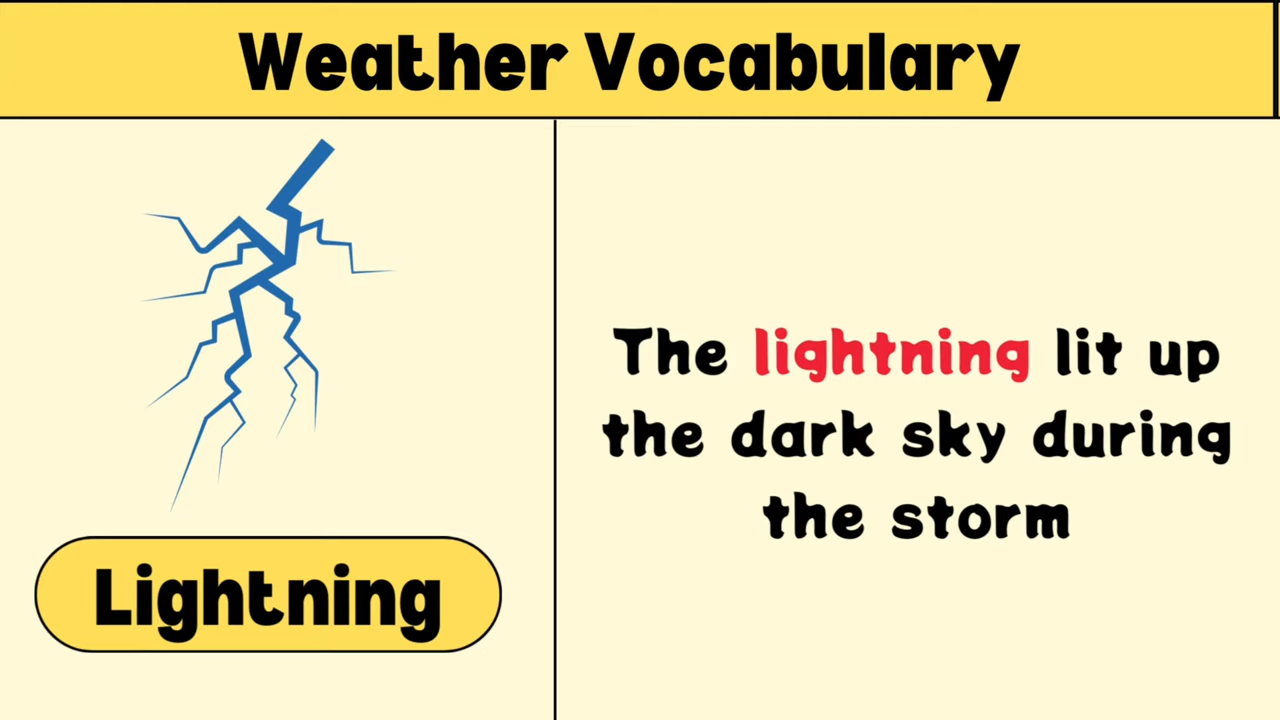 Weather Vocabulary
Lightning
The lightning lit up
the dark sky during
the storm